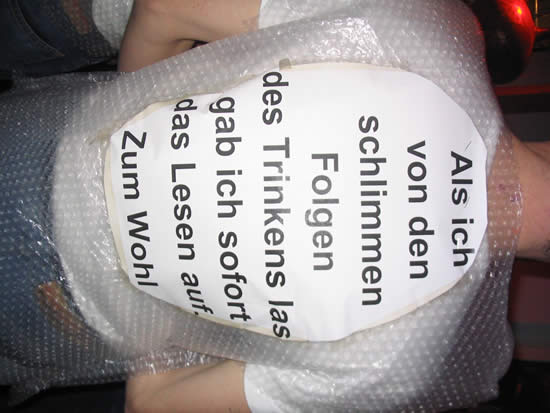 Als ich
von den
schlimmen
Folgen
des Trinkens las
gab ich sofort
das Lesen auf.
Zum Wohl